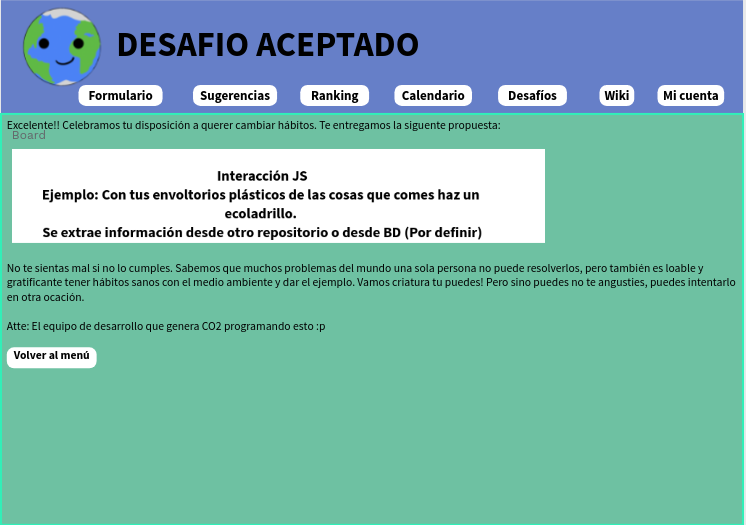 DESAFIO ACEPTADO
Formulario Sugerencias Ranking Calendario Desafíos Wiki Mi cuenta
Excelente!! Celebramos tu disposición a querer cambiar hábitos. Te entregamos la siguente propuesta:
Board
Interacción JS
Ejemplo: Con tus envoltorios plásticos de las cosas que comes haz un
ecoladrillo.
Se extrae información desde otro repositorio o desde BD (Por definir)
No te sientas mal si no lo cumples. Sabemos que muchos problemas del mundo una sola persona no puede resolverlos, pero también es loable y
gratificante tener hábitos sanos con el medio ambiente y dar el ejemplo. Vamos criatura tu puedes! Pero sino puedes no te angusties, puedes intentarlo
en otra ocación.
Atte: El equipo de desarrollo que genera CO2 programando esto :p
Volver al menú